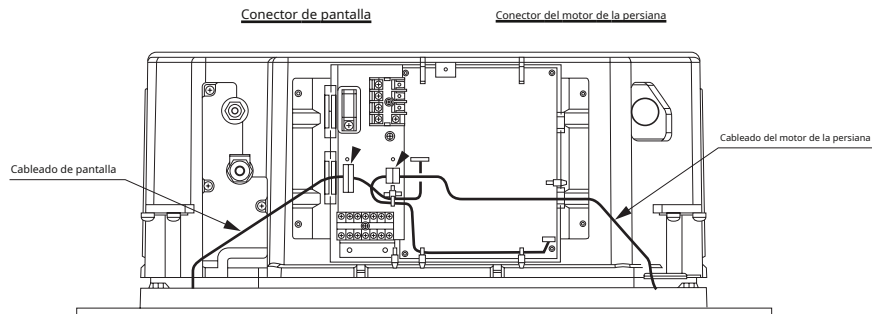 Conector de pantalla
Conector del motor de la persiana
Cableado de pantalla
Cableado del motor de la persiana